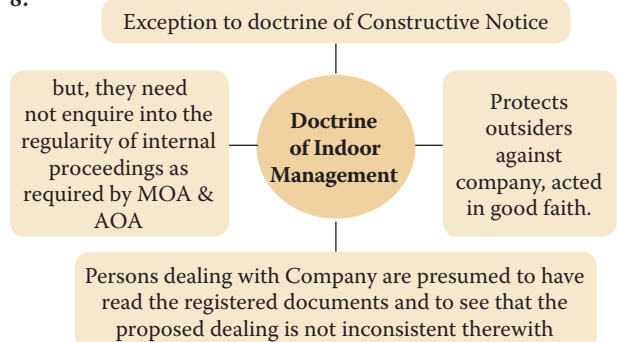 8.
Exception to doctrine of Constructive Notice
but, they need
not enquire into the
regularity of internal
proceedings as
required by MOA &
AOA
Doctrine
of Indoor
Management
Protects
outsiders
against
company, acted
in good faith.
Persons dealing with Company are presumed to have
read the registered documents and to see that the
proposed dealing is not inconsistent therewith